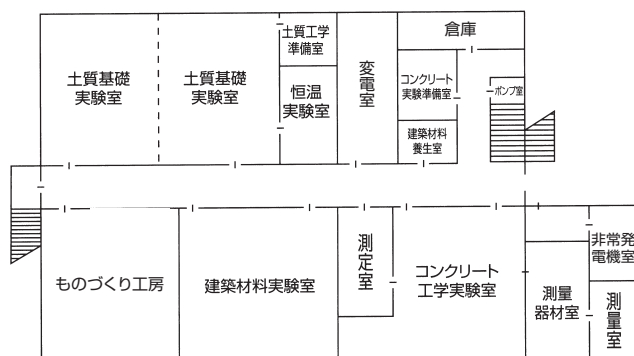 土質基礎
実験室
土質基礎
実験室
土質工学
準備室
恒温
実験室
変電室
倉庫
コンクリート
実験準備室
建築材料
養生室
ポンプ室
ものづくり工房
建築材料実験室
測定室
コンクリート
工学実験室
測量
器材室
非常発
電機室
測量室